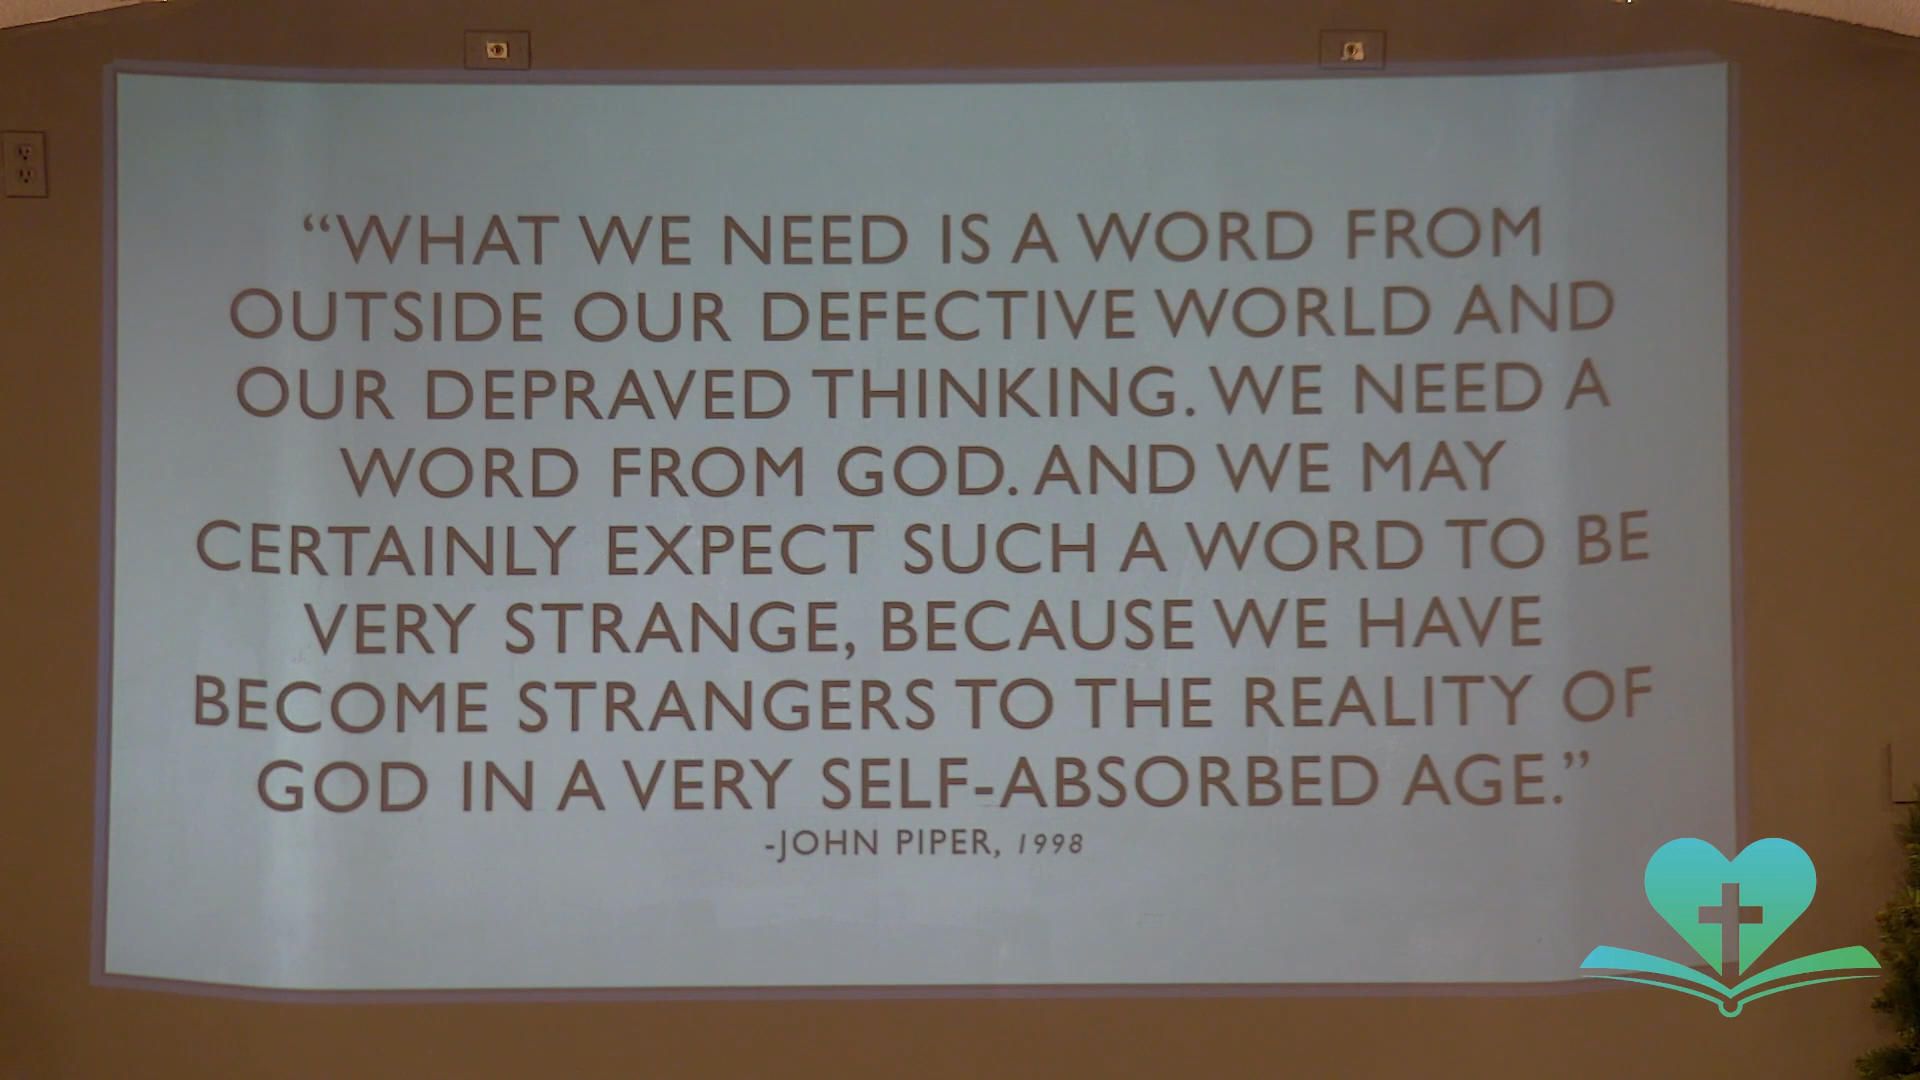 “WHAT WE NEED IS A WORD FROM
OUTSIDE OUR DEFECTIVE WORLD AND
OUR DEPRAVED THINKING. WE NEED A
WORD FROM GOD. AND WE MAY
CERTAINLY EXPECT SUCH A WORD TO BE
VERY STRANGE, BECAUSE WE HAVE
BECOME STRANGERS TO THE REALITY OF
GOD IN A VERY SELF-ABSORBED AGE.”
-JOHN PIPER, 1998